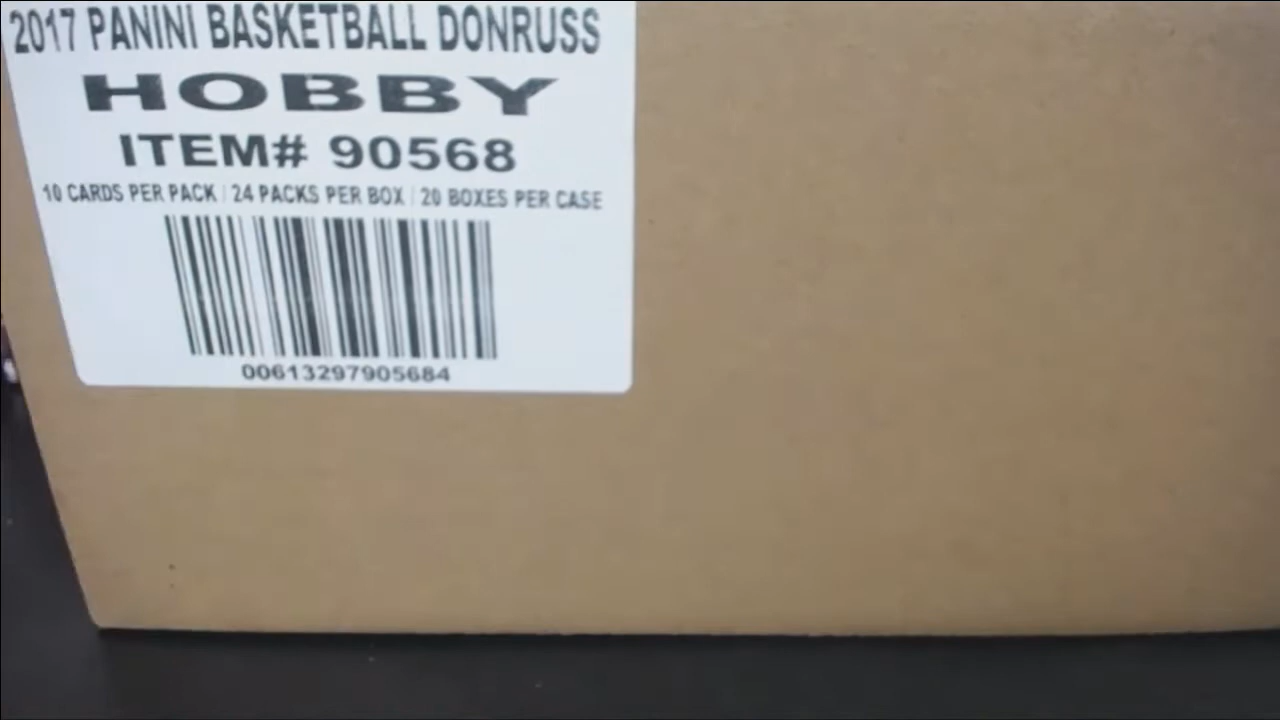 2017 PANINI BASKETBALL DONRUSS
HOBBY
ITEM# 90568
10 CARDS PER PACK | 24 PACKS PER BOX | 20 BOXES PER CASE
00613297905684